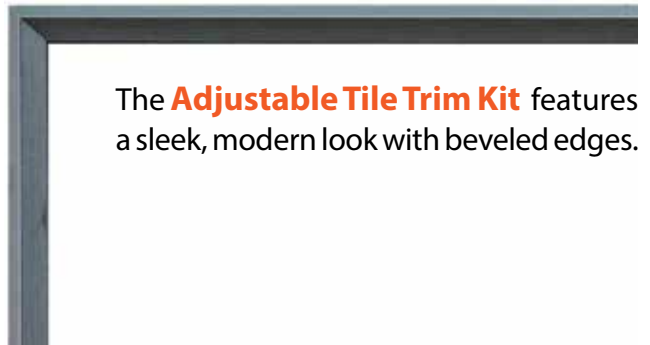 The Adjustable Tile Trim Kit features
a sleek, modern look with beveled edges.